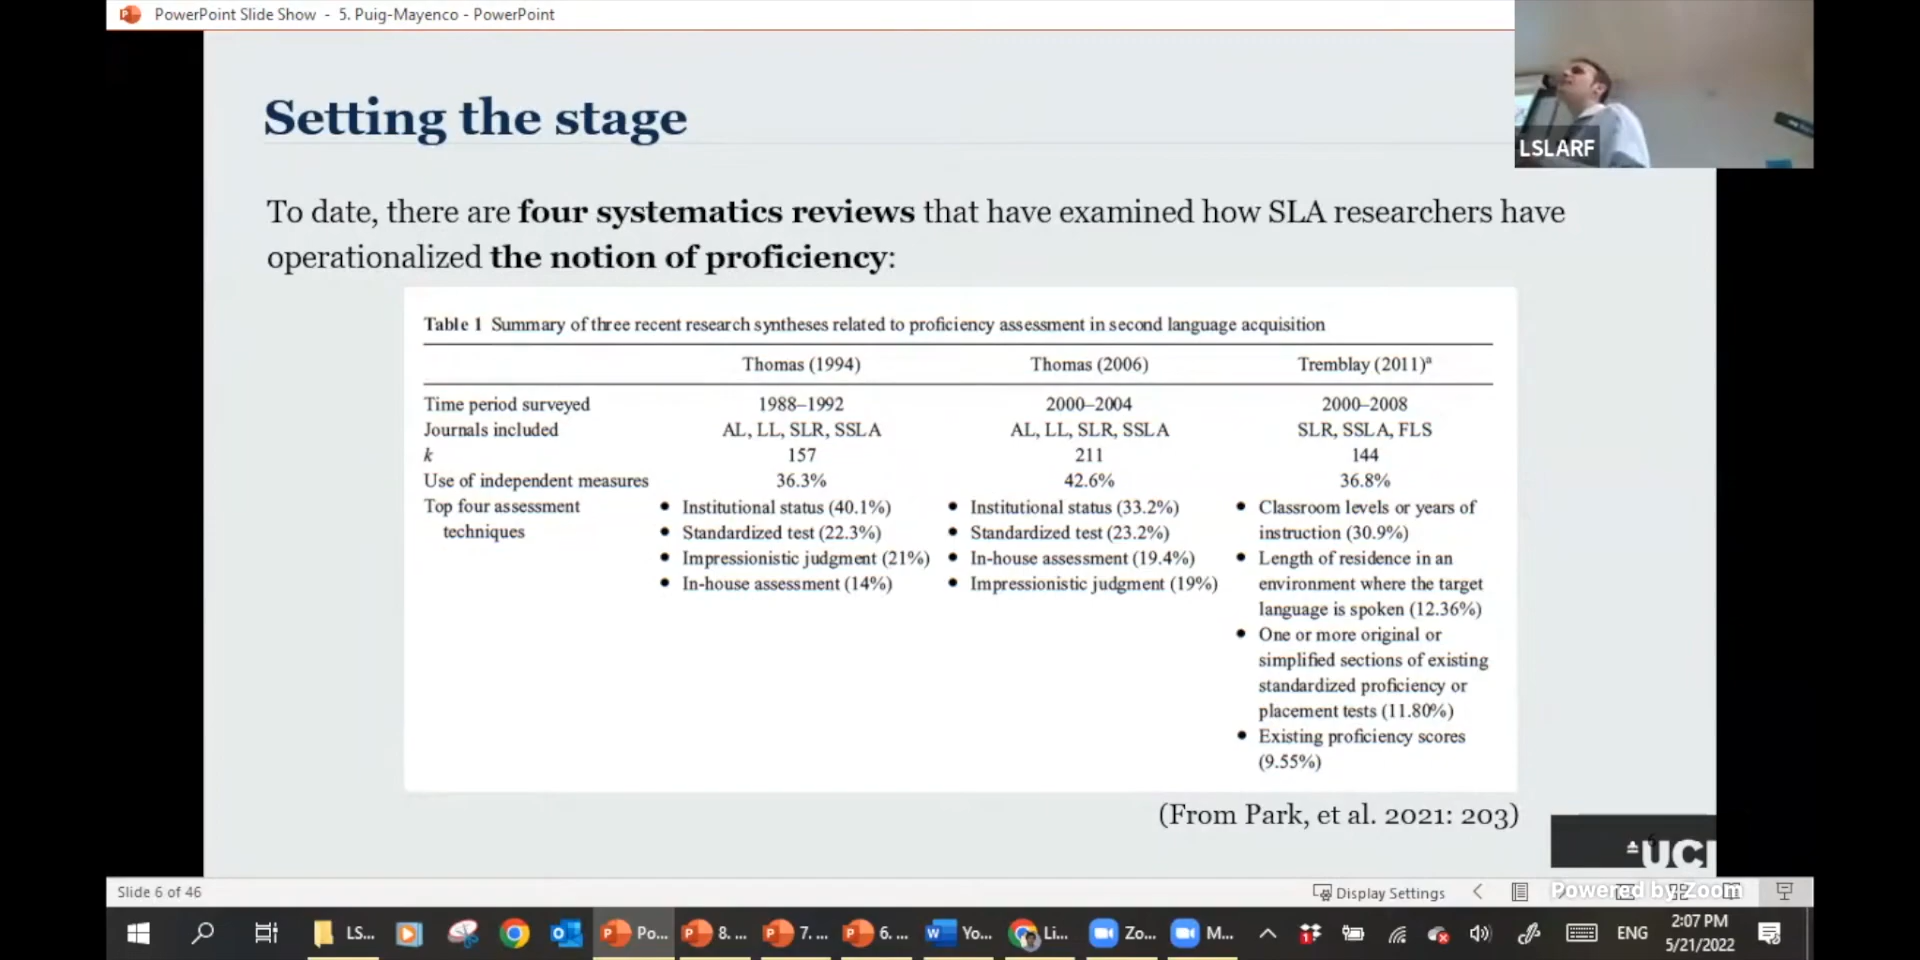 PowerPoint Slide Show - 5. Puig-Mayenco - PowerPoint
LSLARF
Setting the stage
To date, there are four systematics reviews that have examined how SLA researchers have
operationalized the notion of proficiency:
Table 1 Summary of three recent research syntheses related to proficiency assessment in second language acquisition
Thomas (1994) Thomas (2006) Tremblay (2011)ª
Time period surveyed 1988–1992 2000–2004 2000–2008
Journals included AL, LL, SLR, SSLA AL, LL, SLR, SSLA SLR, SSLA, FLS
k 157 211 144
Use of independent measures 36.3% 42.6% 36.8%
Top four assessment • Institutional status (40.1%) • Institutional status (33.2%) • Classroom levels or years of
techniques • Standardized test (22.3%) • Standardized test (23.2%) instruction (30.9%)
• Impressionistic judgment (21%) • In-house assessment (19.4%) • Length of residence in an
• In-house assessment (14%) • Impressionistic judgment (19%) environment where the target
language is spoken (12.36%)
• One or more original or
simplified sections of existing
standardized proficiency or
placement tests (11.80%)
• Existing proficiency scores
(9.55%)
(From Park, et al. 2021: 203)
6
UCL
Slide 6 of 46
Display Settings
Powered by Zoom
LS... Po... 8. ... 7. ... 6. ... Yo... Li... Zo... M... ENG 2:07 PM
5/21/2022